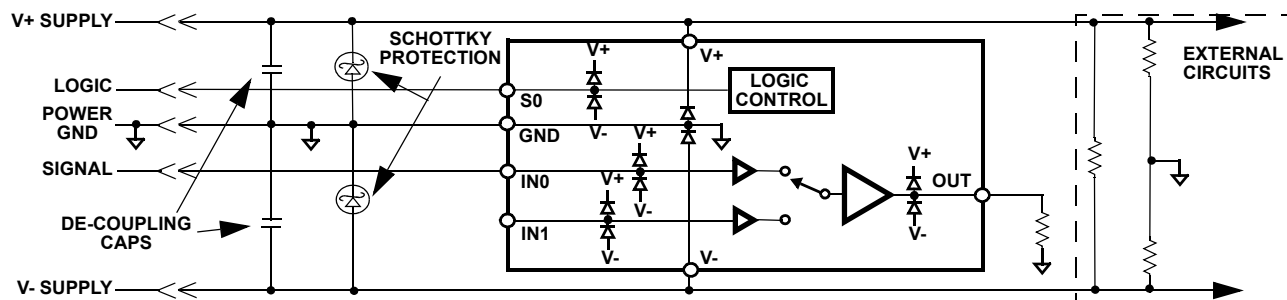 V+ SUPPLY
LOGIC
POWER
GND
SIGNAL
DE-COUPLING
CAPS
V- SUPPLY
SCHOTTKY
PROTECTION
V+
V+
S0
V-
LOGIC
CONTROL
GND
V+
IN0
V-
V+
IN1
V-
V+
OUT
V-
V-
EXTERNAL
CIRCUITS